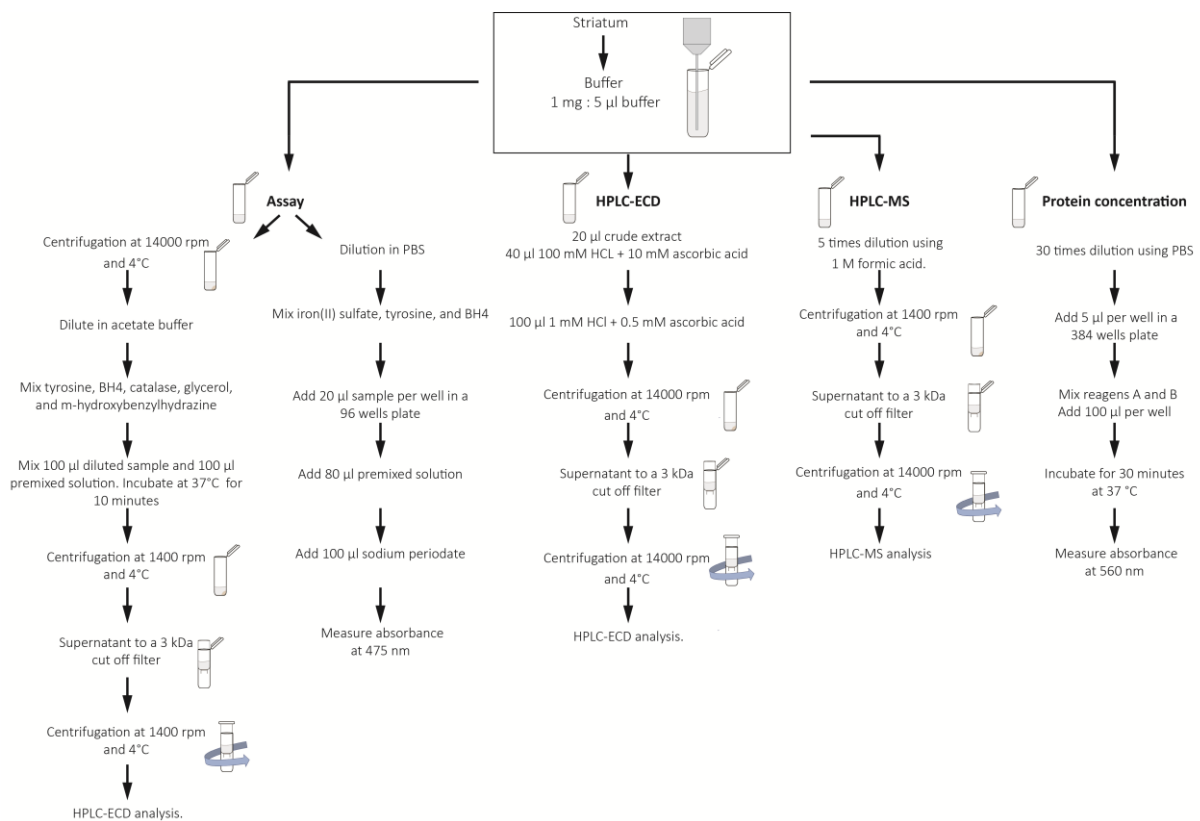 Striatum
Buffer
1 mg : 5 µl buffer
Assay
Centrifugation at 14000 rpm
and 4°C
Dilute in acetate buffer
Mix tyrosine, BH4, catalase, glycerol,
and m-hydroxybenzylhydrazine
Mix 100 µl diluted sample and 100 µl
premixed solution. Incubate at 37°C for
10 minutes
Centrifugation at 1400 rpm
and 4°C
Supernatant to a 3 kDa
cut off filter
Centrifugation at 1400 rpm
and 4°C
HPLC-ECD analysis.
Dilution in PBS
Mix iron(II) sulfate, tyrosine, and BH4
Add 20 µl sample per well in a
96 wells plate
Add 80 µl premixed solution
Add 100 µl sodium periodate
Measure absorbance
at 475 nm
HPLC-ECD
20 µl crude extract
40 µl 100 mM HCL + 10 mM ascorbic acid
100 µl 1 mM HCl + 0.5 mM ascorbic acid
Centrifugation at 14000 rpm
and 4°C
Supernatant to a 3 kDa
cut off filter
Centrifugation at 14000 rpm
and 4°C
HPLC-ECD analysis.
HPLC-MS
5 times dilution using
1 M formic acid.
Centrifugation at 1400 rpm
and 4°C
Supernatant to a 3 kDa
cut off filter
Centrifugation at 14000 rpm
and 4°C
HPLC-MS analysis
Protein concentration
30 times dilution using PBS
Add 5 µl per well in a
384 wells plate
Mix reagens A and B
Add 100 µl per well
Incubate for 30 minutes
at 37 °C
Measure absorbance
at 560 nm